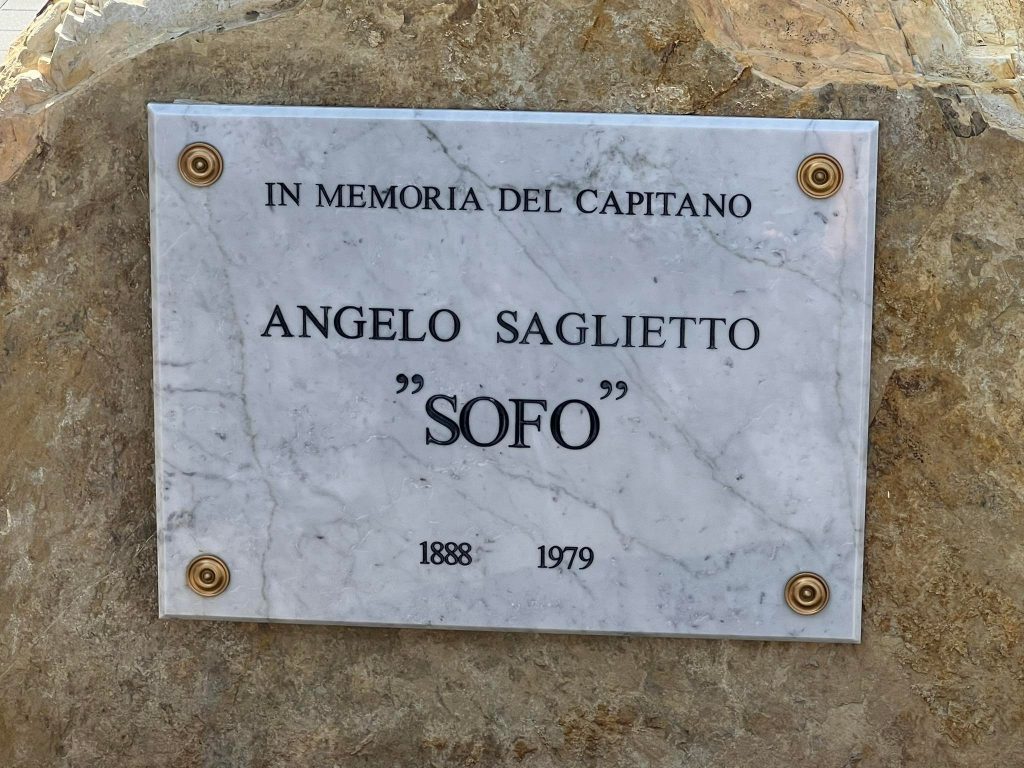 IN MEMORIA DEL CAPITANO
ANGELO SAGLIETTO
”SOFO”
1888 1979